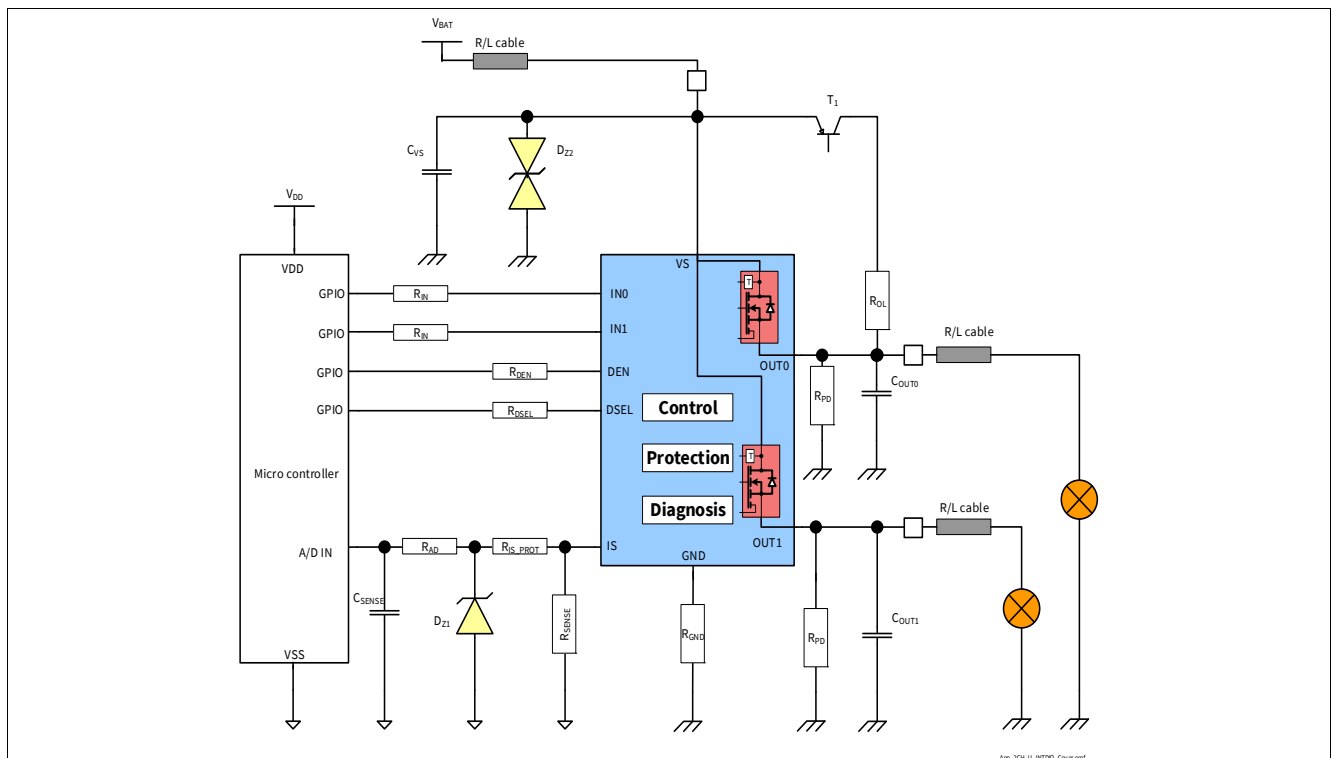 VBAT
R/L cable
T1
CVS
DZ2
VDD
VDD
VS
GPIO
RIN
IN0
T
ROL
R/L cable
GPIO
RIN
IN1
OUT0
GPIO
RDEN
DEN
COUT0
RPD
GPIO
RDSEL
DSEL
Control
Micro controller
Protection
T
Diagnosis
R/L cable
A/D IN
RAD
RIS_PROT
IS
OUT1
GND
CSENSE
DZ1
RSENSE
RGND
RPD
COUT1
VSS